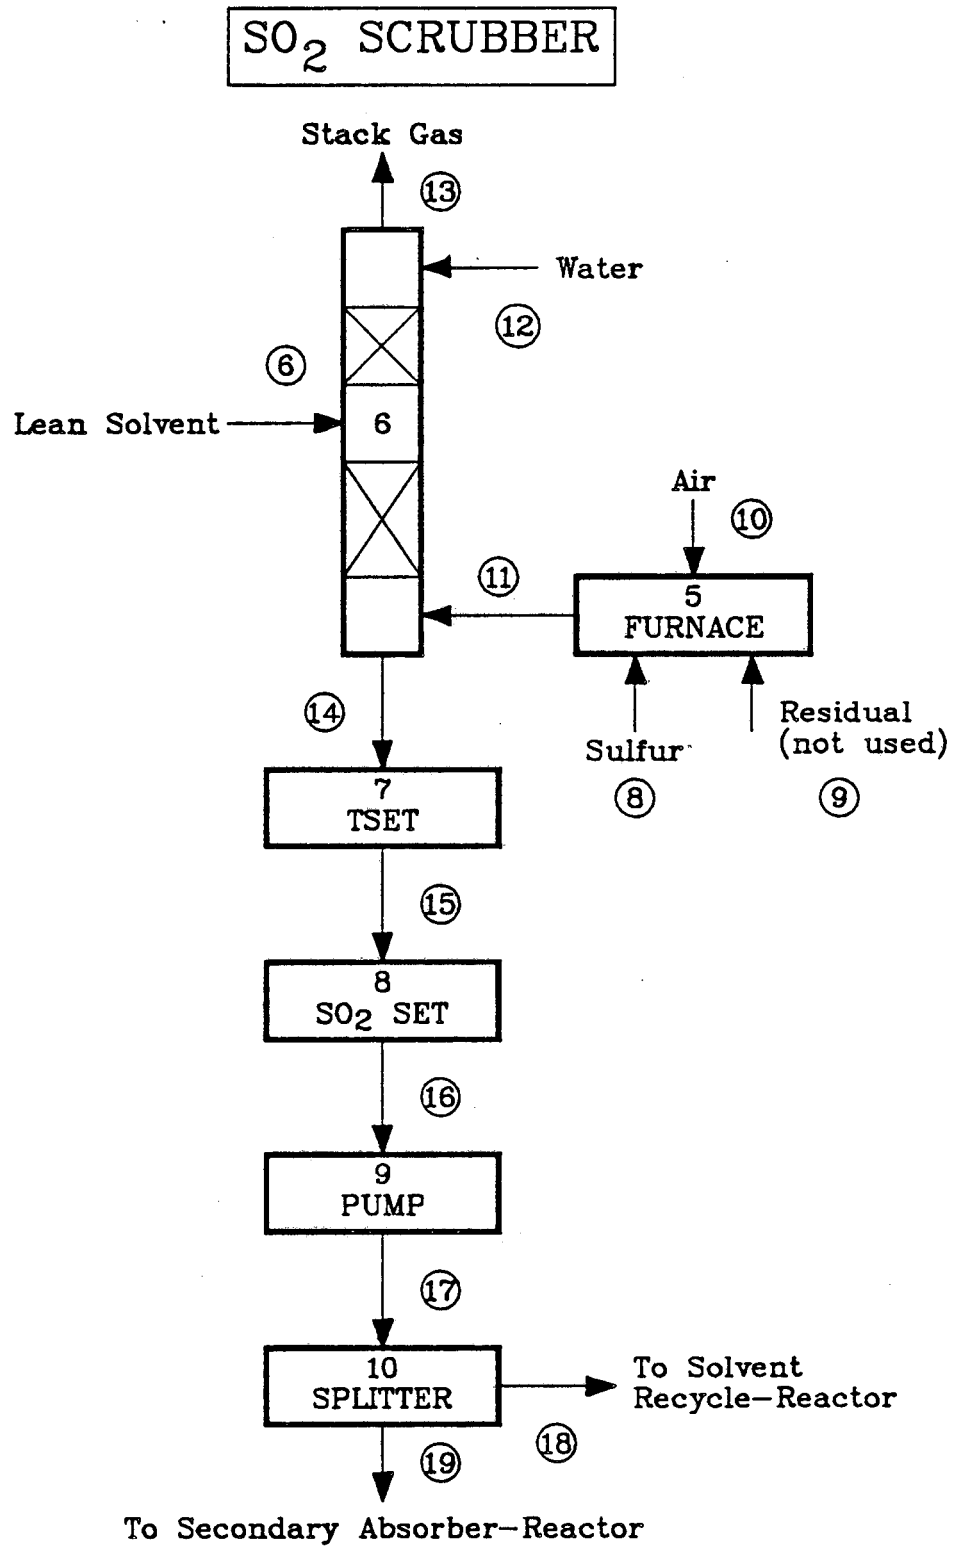 SO2 SCRUBBER
Stack Gas
13
Water
12
6
Lean Solvent
6
Air
10
11
5
FURNACE
14
Residual
(not used)
Sulfur
8
9
7
TSET
15
8
SO2 SET
16
9
PUMP
17
10
SPLITTER
To Solvent
Recycle-Reactor
18
19
To Secondary Absorber-Reactor